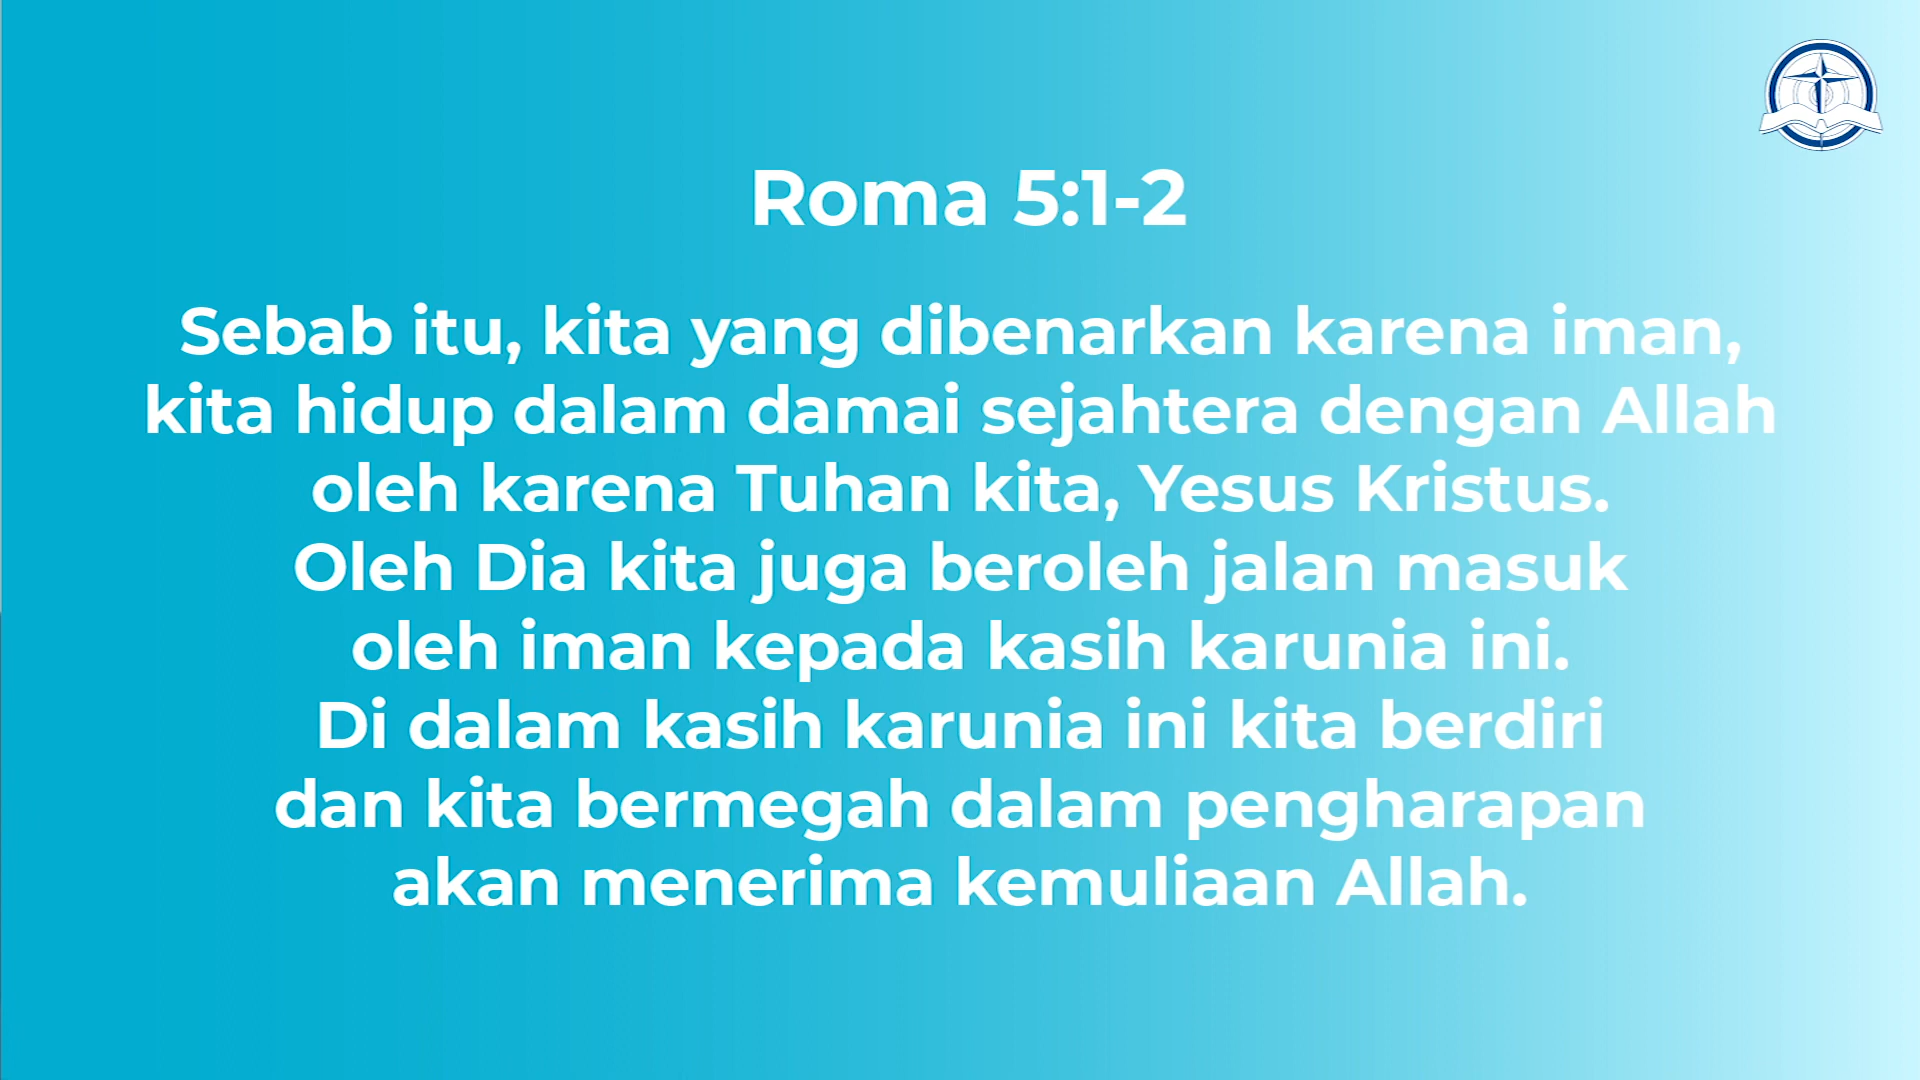 Roma 5:1-2
Sebab itu, kita yang dibenarkan karena iman,
kita hidup dalam damai sejahtera dengan Allah
oleh karena Tuhan kita, Yesus Kristus.
Oleh Dia kita juga beroleh jalan masuk
oleh iman kepada kasih karunia ini.
Di dalam kasih karunia ini kita berdiri
dan kita bermegah dalam pengharapan
akan menerima kemuliaan Allah.